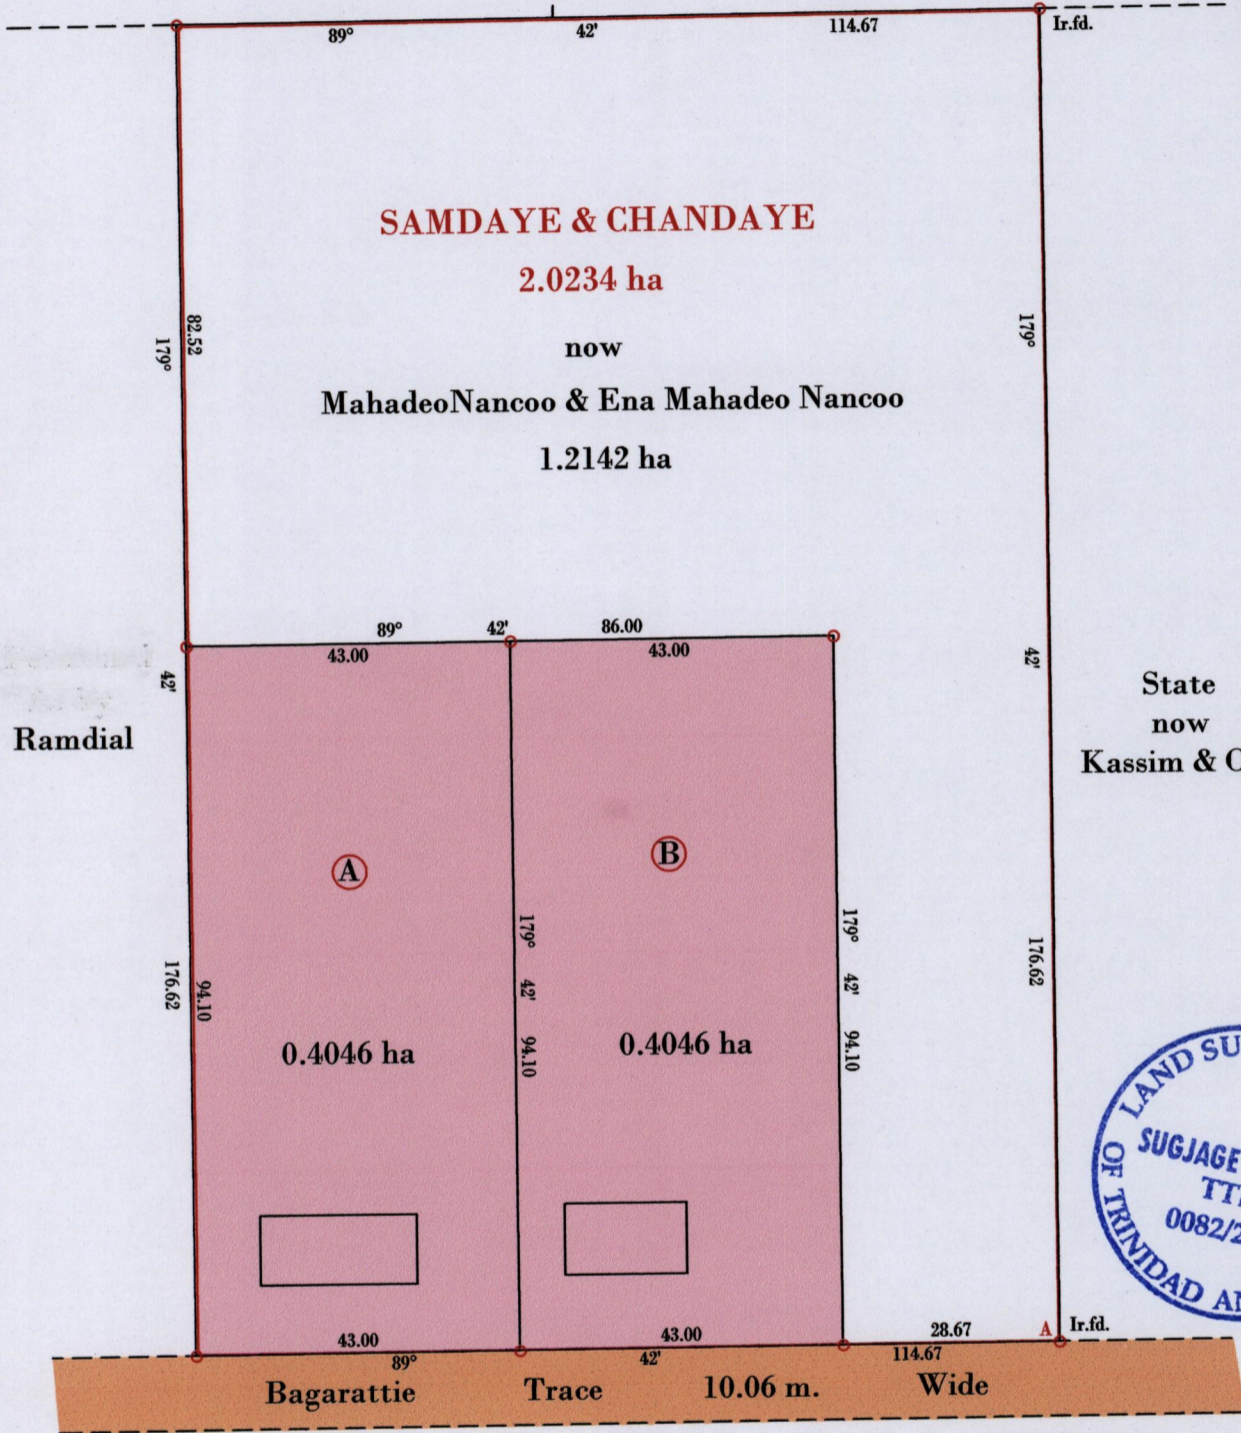 89° 42' 114.67
Ir.fd.
SAMDAYE & CHANDAYE
2.0234 ha
now
MahadeoNancoo & Ena Mahadeo Nancoo
1.2142 ha
179°
82.52
42'
176.62
94.10
179°
42'
176.62
89° 42' 86.00
43.00 43.00
Ramdial
State
now
Kassim &
A
B
179° 42' 94.10
179° 42' 94.10
0.4046 ha
0.4046 ha
LAND
OF TRINIDAD
0082/2
43.00 43.00 28.67
A
Ir.fd.
89° 42' 114.67
Bagarattie Trace 10.06 m. Wide